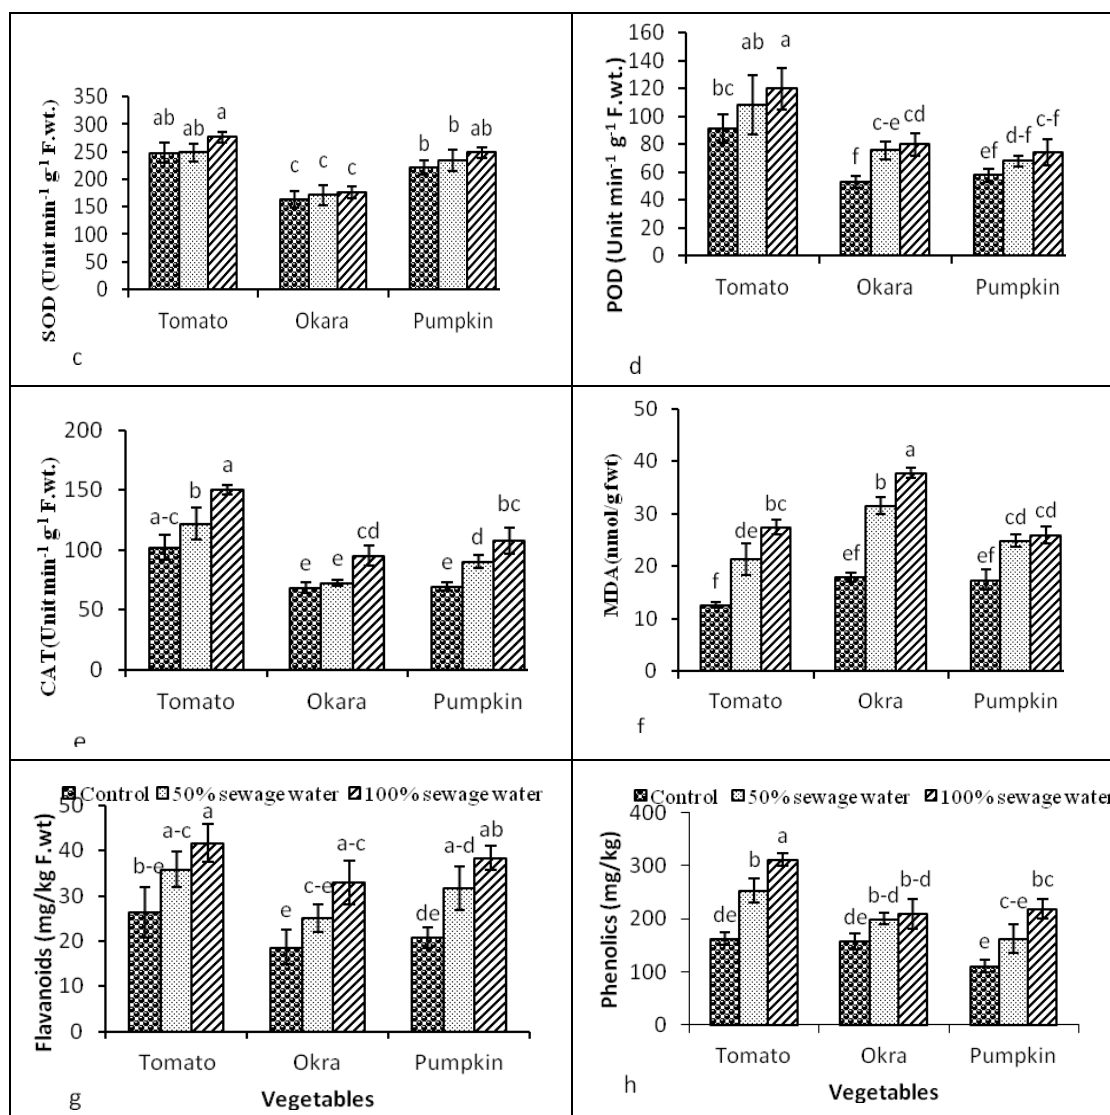 350
300
250
200
150
100
50
0
SOD (Unit min-1 g-1 F.wt.)
ab ab a
c c c
b b ab
Tomato Okara Pumpkin
c
160
140
120
100
80
60
40
20
0
POD (Unit min-1 g-1 F.wt.)
bc ab a
f c-e cd
ef d-f c-f
Tomato Okara Pumpkin
d
200
150
100
50
0
CAT(Unit min-1 g-1 F.wt.)
a-c b a
e e cd
e d bc
Tomato Okara Pumpkin
e
50
40
30
20
10
0
MDA(nmol/gfwt)
f de bc
ef b a
ef cd cd
Tomato Okra Pumpkin
f
Control 50% sewage water 100% sewage water
50
40
30
20
10
0
Flavanoids (mg/kg F.wt)
b-e a-c a
e c-e a-c
de a-d ab
Tomato Okra Pumpkin
Vegetables
g
Control 50% sewage water 100% sewage water
400
300
200
100
0
Phenolics (mg/kg)
de b a
de b-d b-d
e c-e bc
Tomato Okra Pumpkin
Vegetables
h